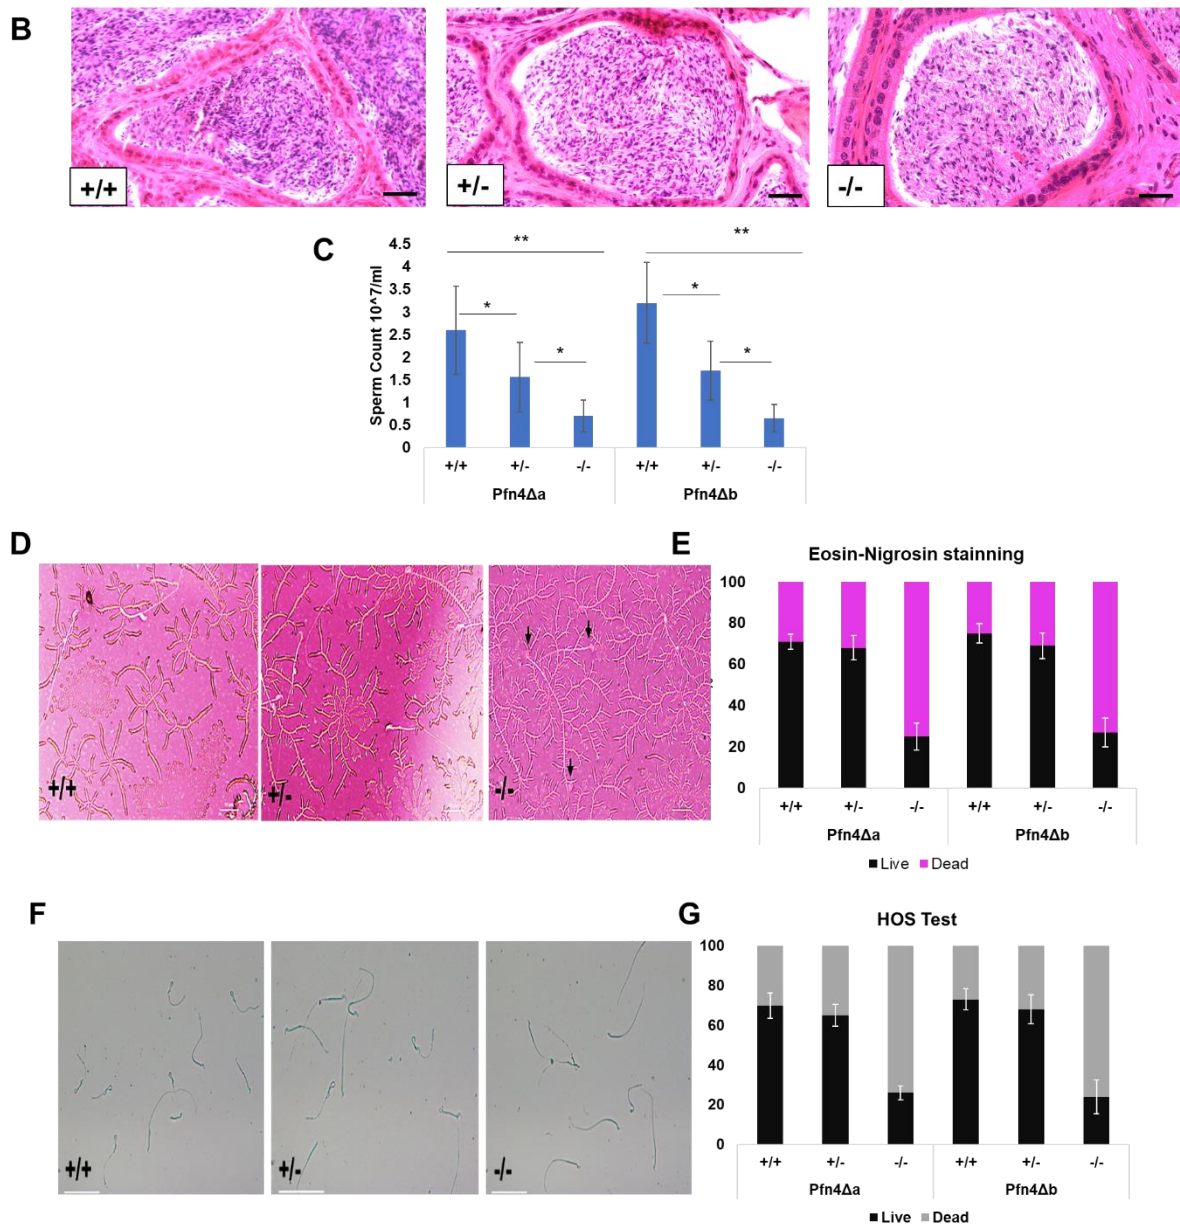 B
+/+
+/-
-/-
C
Sperm Count 10^7/ml
4.5
4
3.5
3
2.5
2
1.5
1
0.5
0
**
*
*
**
*
*
+/+ +/- -/- +/+ +/- -/-
Pfn4Δa Pfn4Δb
D
+/+
+/-
-/-
E
Eosin-Nigrosin stainning
100
80
60
40
20
0
+/+ +/- -/- +/+ +/- -/-
Pfn4Δa Pfn4Δb
Live Dead
F
+/+
+/-
-/-
G
HOS Test
100
80
60
40
20
0
+/+ +/- -/- +/+ +/- -/-
Pfn4Δa Pfn4Δb
Live Dead